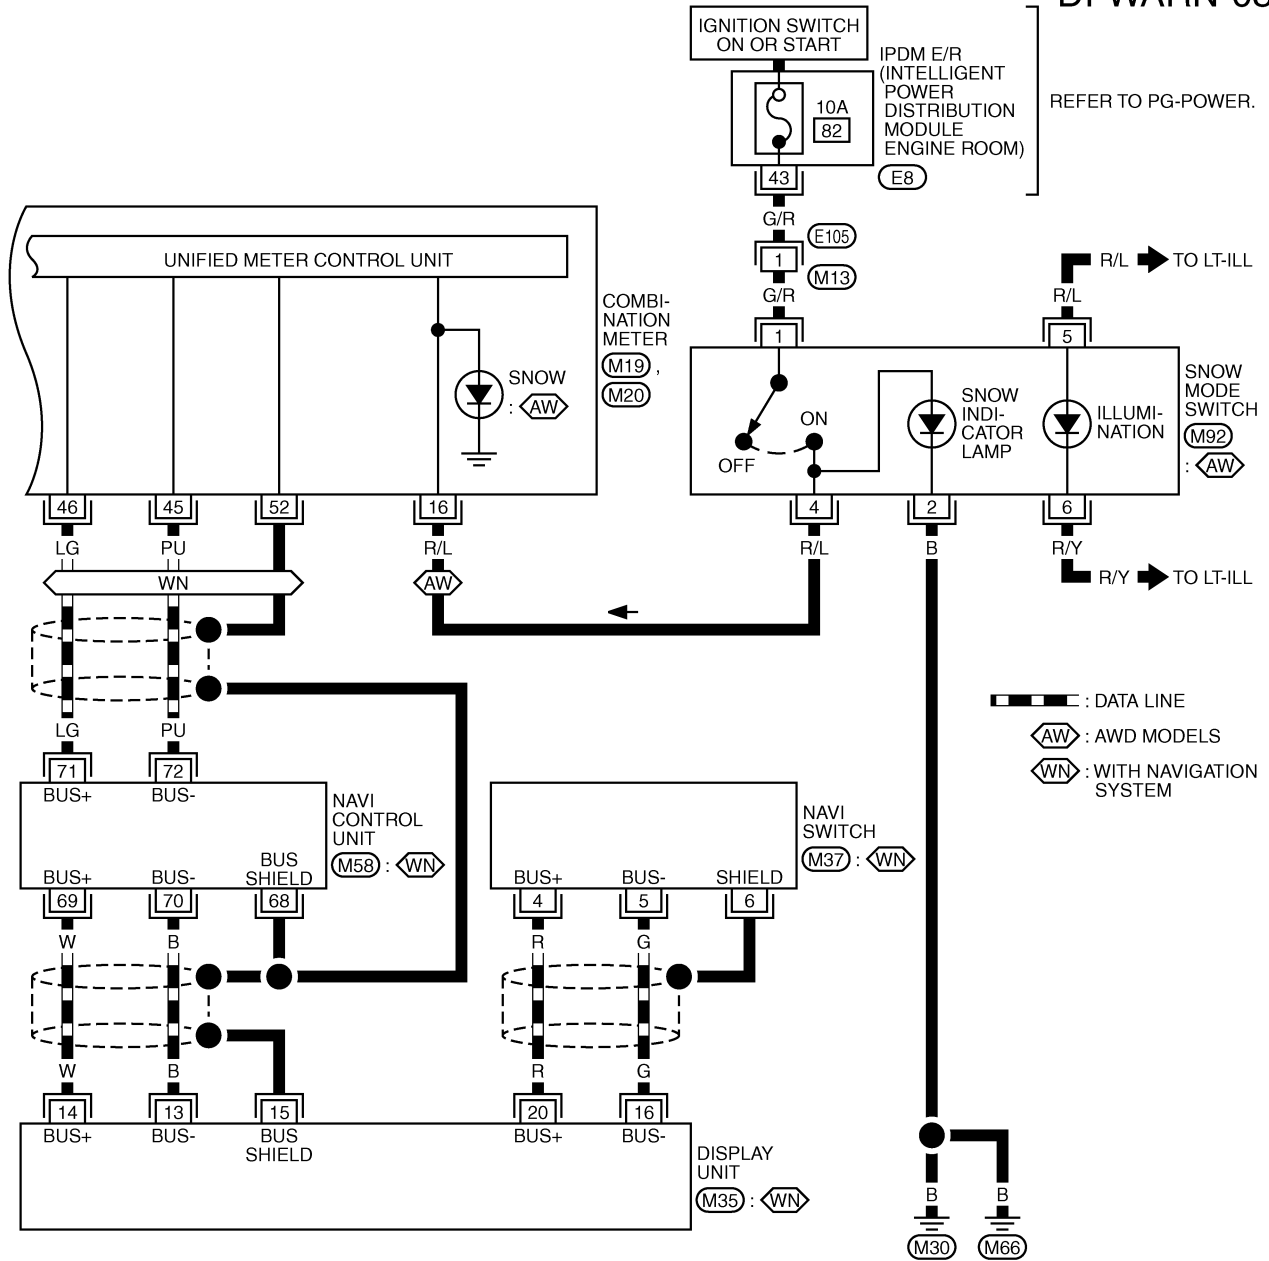 IGNITION SWITCH
ON OR START
IPDM E/R
(INTELLIGENT
POWER
DISTRIBUTION
MODULE
ENGINE ROOM)
10A
82
REFER TO PG-POWER.
43
E8
G/R
E105
1
M13
G/R
1
R/L
TO LT-ILL
R/L
5
UNIFIED METER CONTROL UNIT
COMBI-
NATION
METER
M19 ,
M20
SNOW
: AW
OFF
ON
SNOW
INDI-
CATOR
LAMP
ILLUMI-
NATION
SNOW
MODE
SWITCH
M92
: AW
46
45
52
16
4
2
6
LG
PU
R/L
R/L
B
R/Y
WN
AW
R/Y
TO LT-ILL
LG
PU
: DATA LINE
AW : AWD MODELS
WN : WITH NAVIGATION
SYSTEM
71
72
BUS+
BUS-
NAVI
CONTROL
UNIT
M58 : WN
BUS+
BUS-
BUS
SHIELD
69
70
68
NAVI
SWITCH
M37 : WN
BUS+
BUS-
SHIELD
4
5
6
W
B
R
G
W
B
R
G
14
13
15
20
16
BUS+
BUS-
BUS
SHIELD
BUS+
BUS-
DISPLAY
UNIT
M35 : WN
B
B
M30
M66